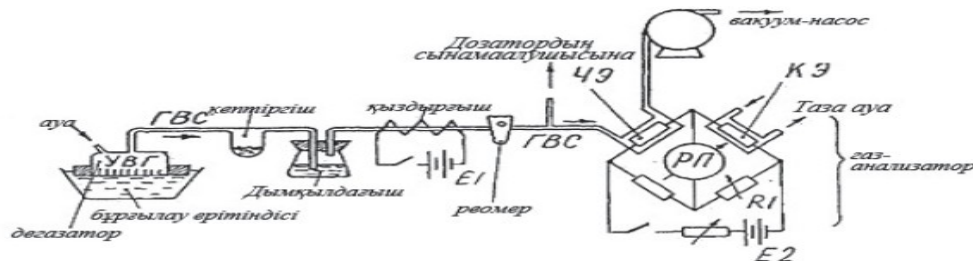 вакуум-насос
Дозатордың
сынамаалушысына
ЧЭ
КЭ
кептіргіш
қыздырғыш
Таза ауа
ауа
ГВС
УВГ
ГВС
РП
газ-
анализатор
E1
Дымқылдағыш
реомер
R1
бұрғылау ерітіндісі
дегазатор
E2